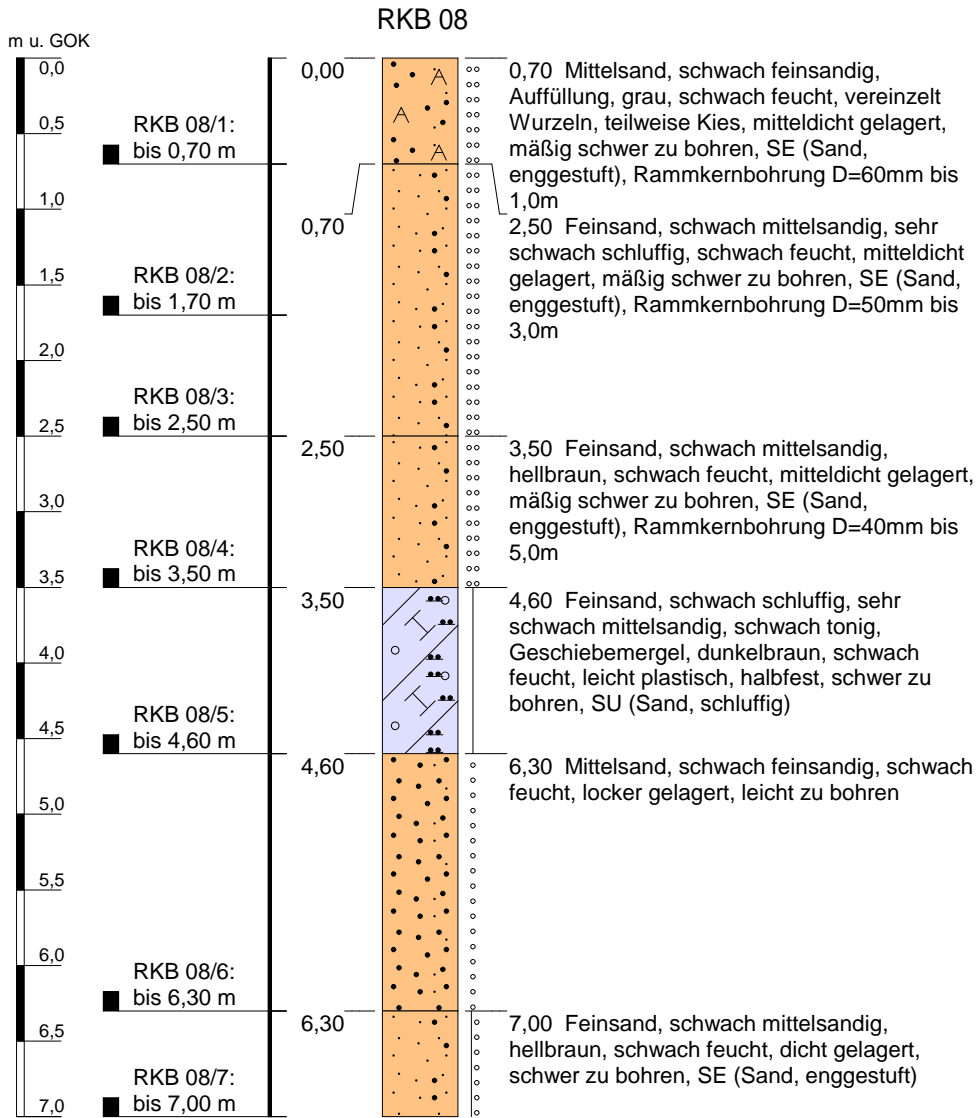 RKB 08
m u. GOK
0,0
0,5
1,0
1,5
2,0
2,5
3,0
3,5
4,0
4,5
5,0
5,5
6,0
6,5
7,0
RKB 08/1:
bis 0,70 m
RKB 08/2:
bis 1,70 m
RKB 08/3:
bis 2,50 m
RKB 08/4:
bis 3,50 m
RKB 08/5:
bis 4,60 m
RKB 08/6:
bis 6,30 m
RKB 08/7:
bis 7,00 m
0,00
0,70
2,50
3,50
4,60
6,30
A
A
A
0,70 Mittelsand, schwach feinsandig,
Auffüllung, grau, schwach feucht, vereinzelt
Wurzeln, teilweise Kies, mitteldicht gelagert,
mäßig schwer zu bohren, SE (Sand,
enggestuft), Rammkernbohrung D=60mm bis
1,0m
2,50 Feinsand, schwach mittelsandig, sehr
schwach schluffig, schwach feucht, mitteldicht
gelagert, mäßig schwer zu bohren, SE (Sand,
enggestuft), Rammkernbohrung D=50mm bis
3,0m
3,50 Feinsand, schwach mittelsandig,
hellbraun, schwach feucht, mitteldicht gelagert,
mäßig schwer zu bohren, SE (Sand,
enggestuft), Rammkernbohrung D=40mm bis
5,0m
4,60 Feinsand, schwach schluffig, sehr
schwach mittelsandig, schwach tonig,
Geschiebemergel, dunkelbraun, schwach
feucht, leicht plastisch, halbfest, schwer zu
bohren, SU (Sand, schluffig)
6,30 Mittelsand, schwach feinsandig, schwach
feucht, locker gelagert, leicht zu bohren
7,00 Feinsand, schwach mittelsandig,
hellbraun, schwach feucht, dicht gelagert,
schwer zu bohren, SE (Sand, enggestuft)